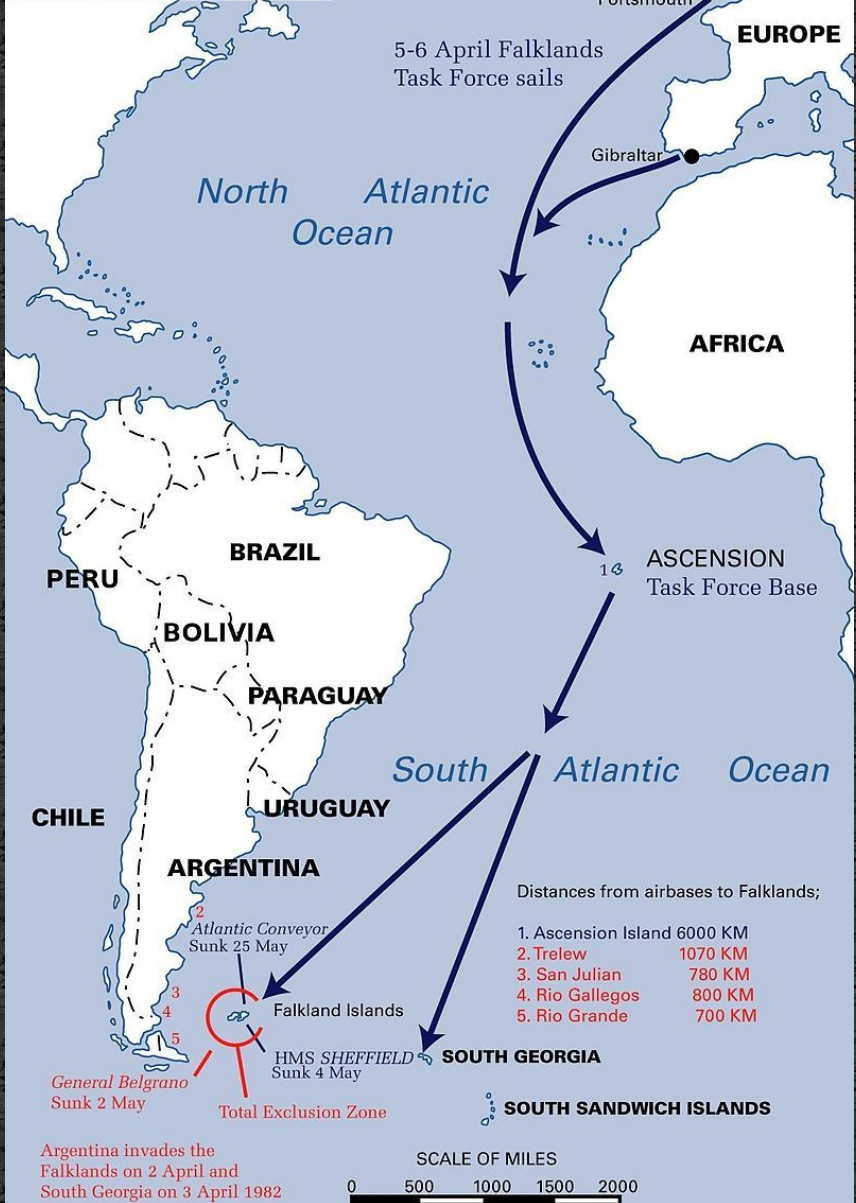 Portsmouth
EUROPE
5-6 April Falklands
Task Force sails
Gibraltar
North Atlantic
Ocean
AFRICA
BRAZIL
PERU
ASCENSION
1
Task Force Base
BOLIVIA
PARAGUAY
South Atlantic Ocean
URUGUAY
CHILE
ARGENTINA
Distances from airbases to Falklands;
1. Ascension Island 6000 KM
2. Trelew 1070 KM
3. San Julian 780 KM
4. Rio Gallegos 800 KM
5. Rio Grande 700 KM
2
Atlantic Conveyor
Sunk 25 May
3
4
5
Falkland Islands
HMS SHEFFIELD
Sunk 4 May
SOUTH GEORGIA
General Belgrano
Sunk 2 May
Total Exclusion Zone
SOUTH SANDWICH ISLANDS
Argentina invades the
Falklands on 2 April and
South Georgia on 3 April 1982
SCALE OF MILES
0 500 1000 1500 2000